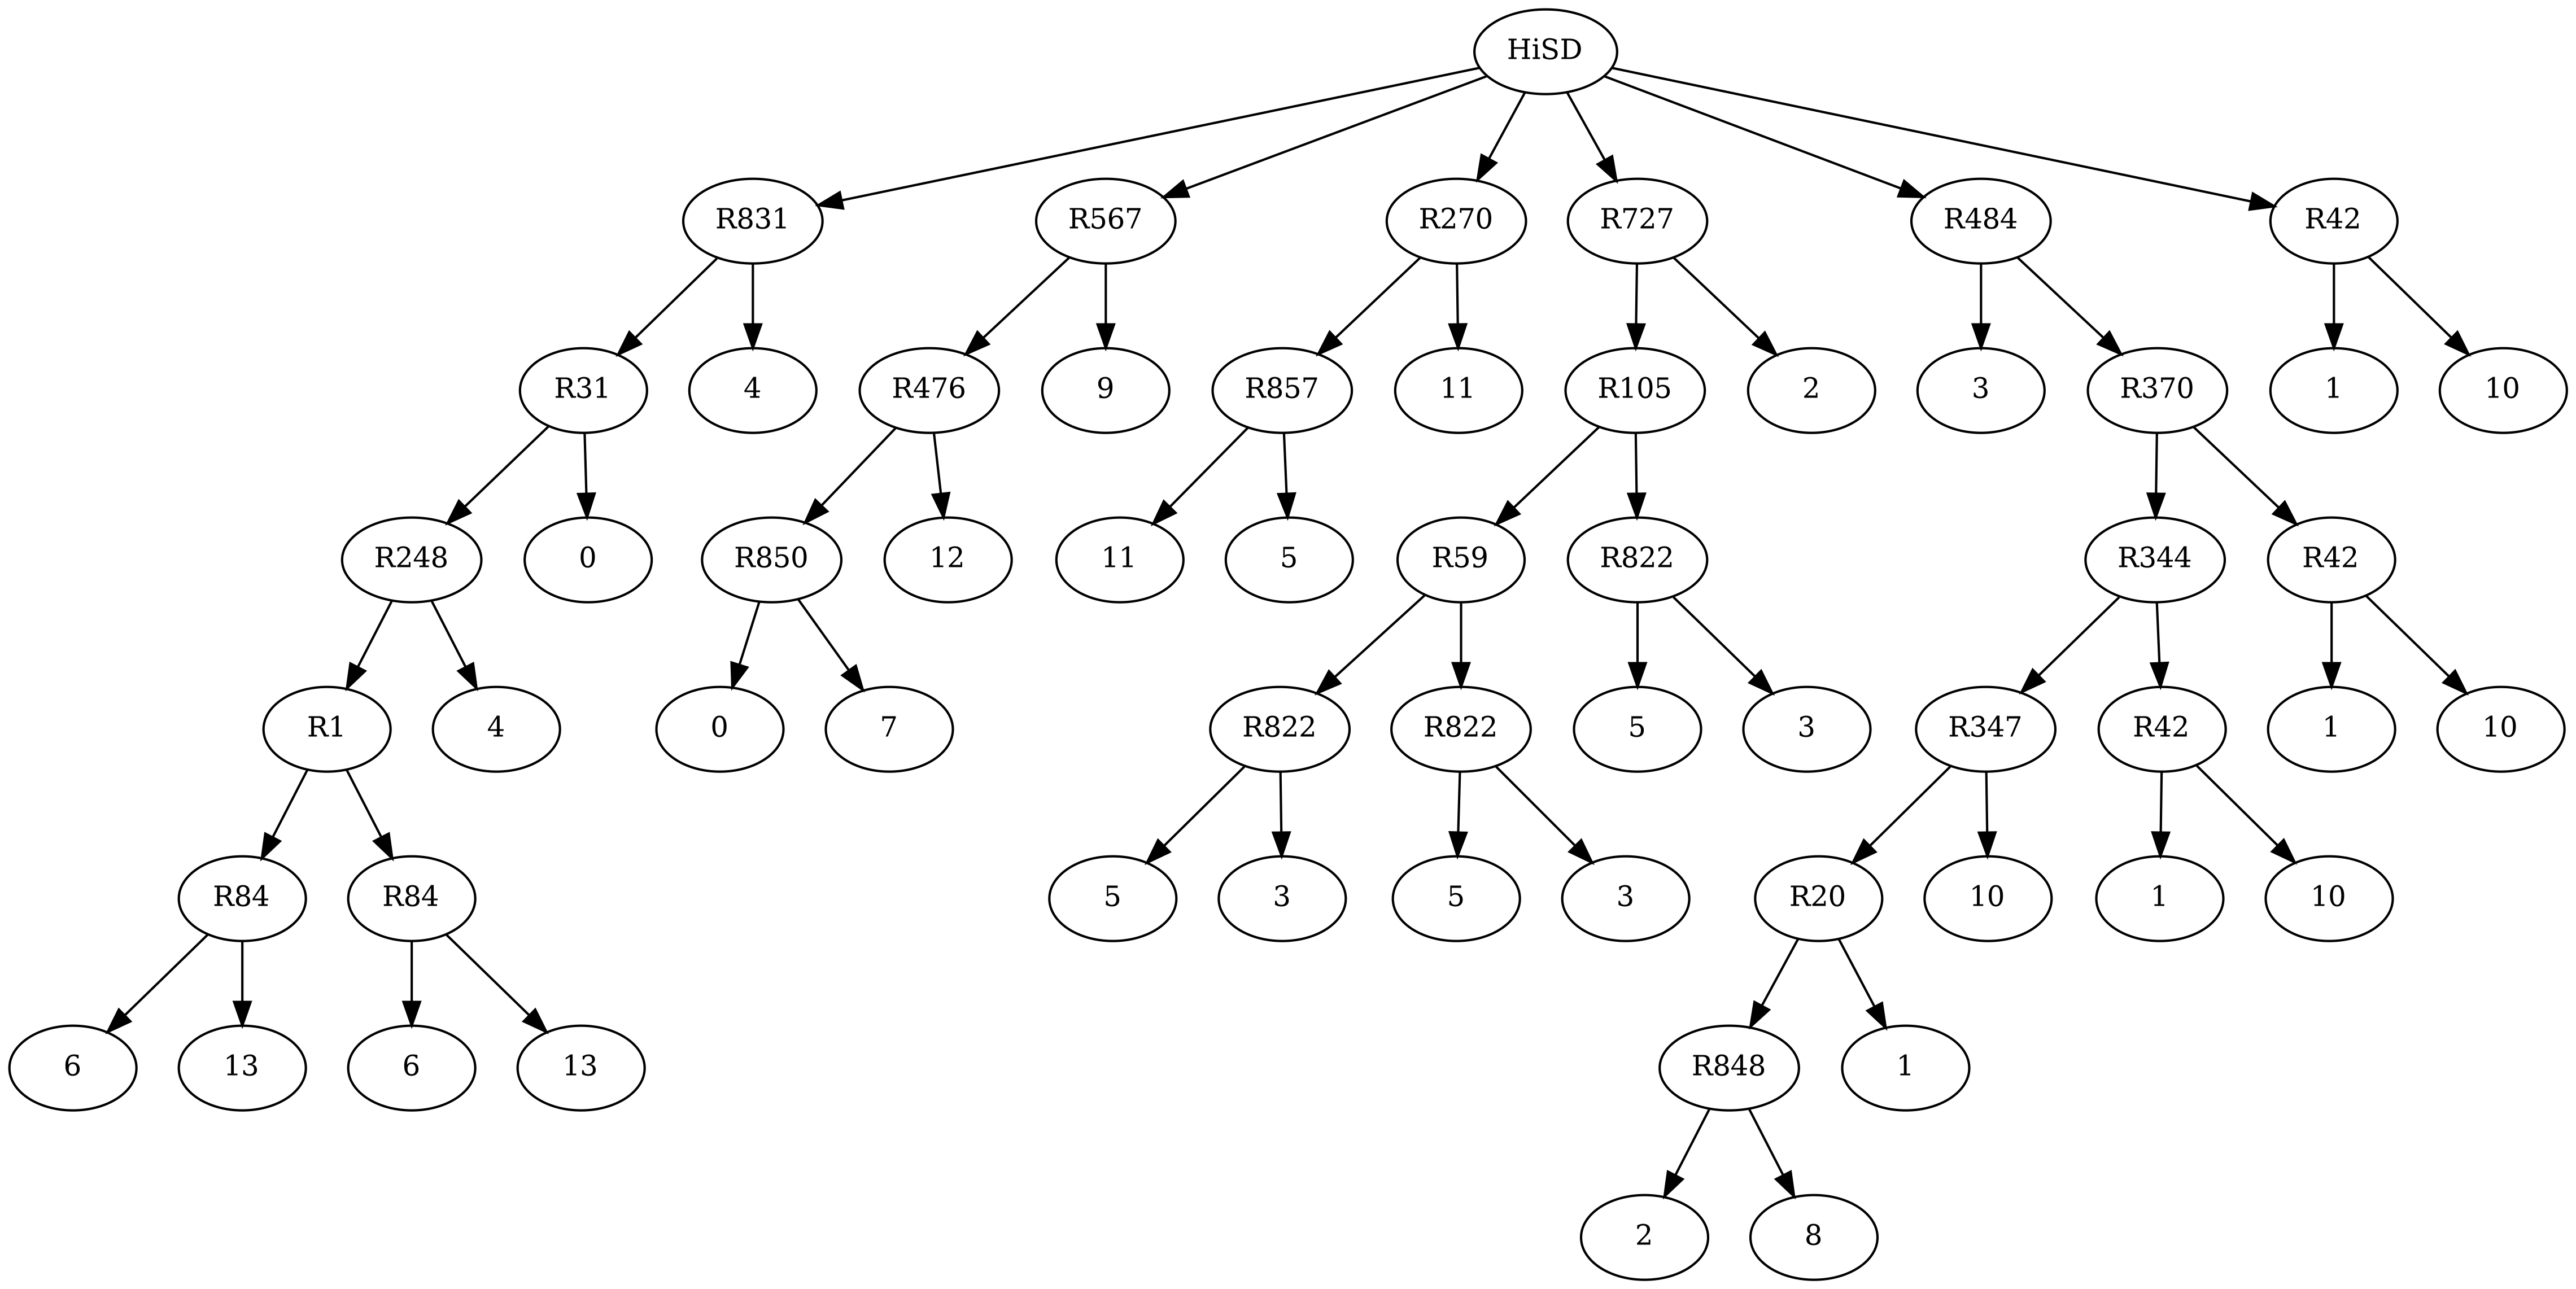 HiSD
R831 R567 R270 R727 R484 R42
R31 4 R476 9 R857 11 R105 2 3 R370 1 10
R248 0 R850 12 11 5 R59 R822 R344 R42
R1 4 0 7 R822 R822 5 3 R347 R42 1 10
R84 R84 5 3 5 3 R20 10 1 10
6 13 6 13 R848 1
2 8